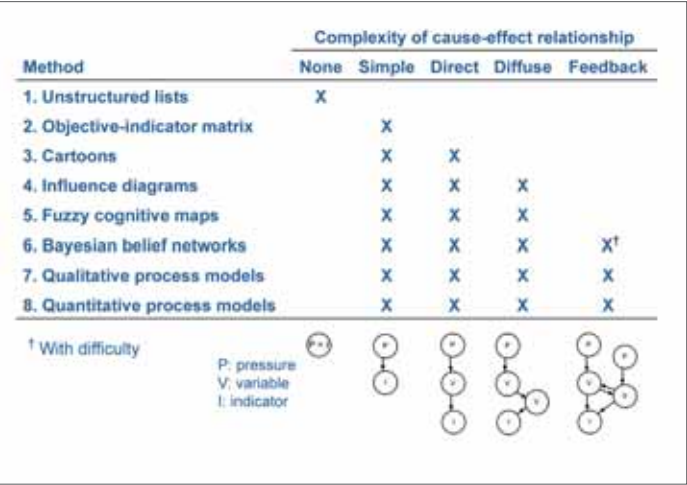 Complexity of cause-effect relationship
Method None Simple Direct Diffuse Feedback
1. Unstructured lists X
2. Objective-indicator matrix X
3. Cartoons X X
4. Influence diagrams X X X
5. Fuzzy cognitive maps X X X
6. Bayesian belief networks X X X X†
7. Qualitative process models X X X X
8. Quantitative process models X X X X
† With difficulty
P: pressure
V: variable
I: indicator
P P P P P
I V V V V V
I I I